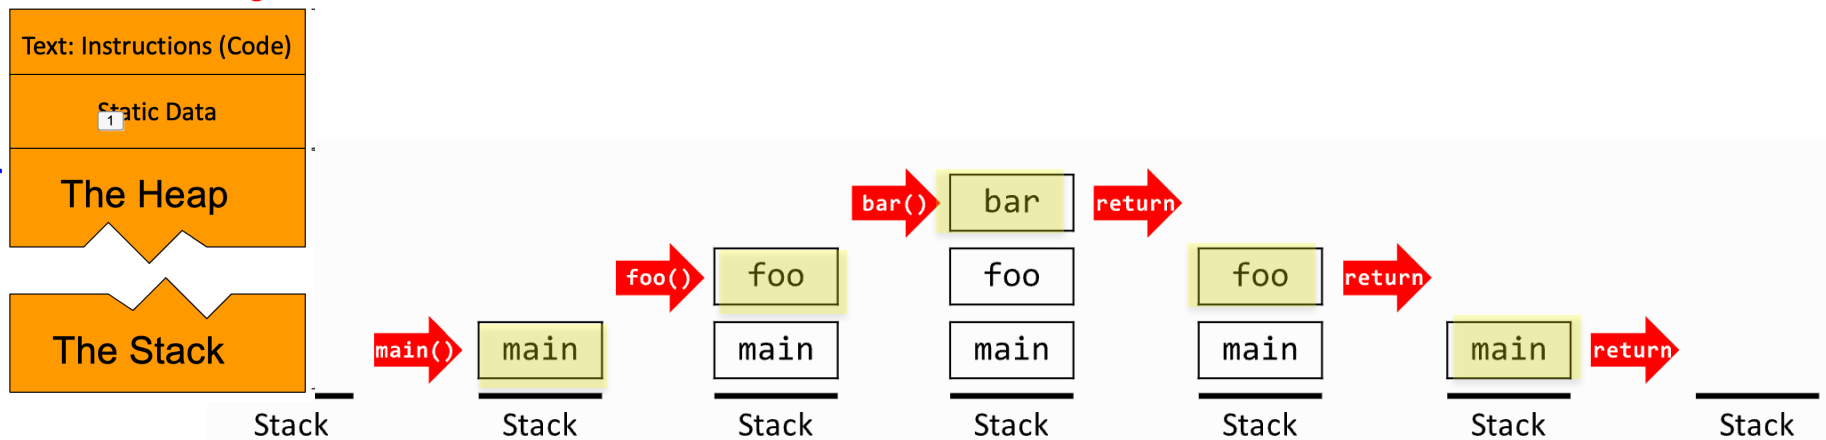 Text: Instructions (Code)
Static Data
1
The Heap
The Stack
bar()
bar
return
foo()
foo
foo
foo
return
main()
main
main
main
main
main
return
Stack
Stack
Stack
Stack
Stack
Stack
Stack